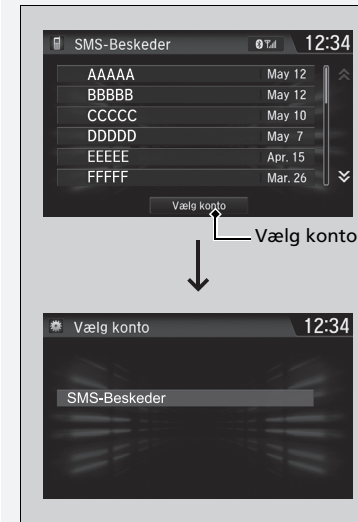 SMS-Beskeder 12:34
AAAAA May 12
BBBBB May 12
CCCCC May 10
DDDDD May 7
EEEEE Apr. 15
FFFFF Mar. 26
Vælg konto
Vælg konto
Vælg konto 12:34
SMS-Beskeder